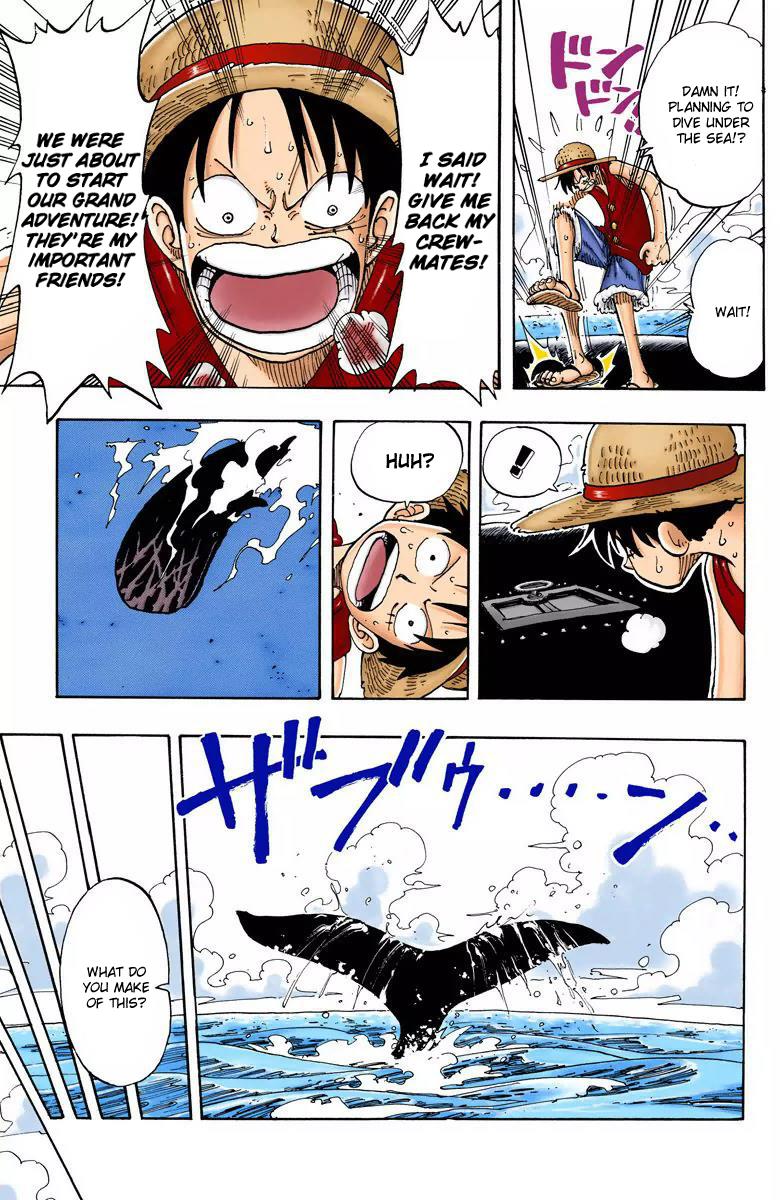 DAMN IT!
PLANNING TO
DIVE UNDER
THE SEA!?
ドンドン
WAIT!
I SAID
WAIT!
GIVE ME
BACK MY
CREW-
MATES!
WE WERE
JUST ABOUT
TO START
OUR GRAND
ADVENTURE!
THEY'RE MY
IMPORTANT
FRIENDS!
!
HUH?
ザブゥ・・・・ン・・
WHAT DO
YOU MAKE
OF THIS?